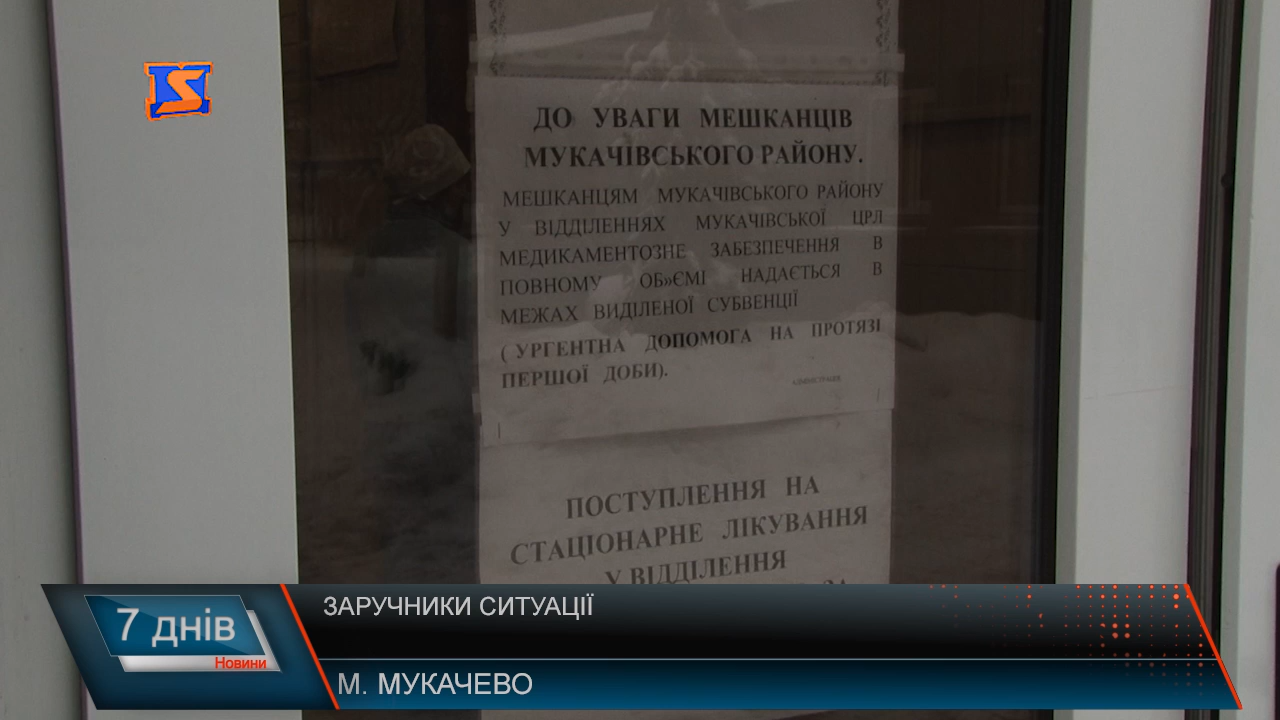 ДО УВАГИ МЕШКАНЦІВ
МУКАЧІВСЬКОГО РАЙОНУ.
МЕШКАНЦЯМ МУКАЧІВСЬКОГО РАЙОНУ
У ВІДДІЛЕННЯХ МУКАЧІВСЬКОЇ ЦРЛ
МЕДИКАМЕНТОЗНЕ ЗАБЕЗПЕЧЕННЯ В
ПОВНОМУ ОБ»ЄМІ НАДАЄТЬСЯ В
МЕЖАХ ВИДІЛЕНОЇ СУБВЕНЦІЇ
( УРГЕНТНА ДОПОМОГА НА ПРОТЯЗІ
ПЕРШОЇ ДОБИ).
АДМІНІСТРАЦІЯ
ПОСТУПЛЕННЯ НА
СТАЦІОНАРНЕ ЛІКУВАННЯ
У ВІДДІЛЕННЯ
7 днів
Новини
ЗАРУЧНИКИ СИТУАЦІЇ
М. МУКАЧЕВО